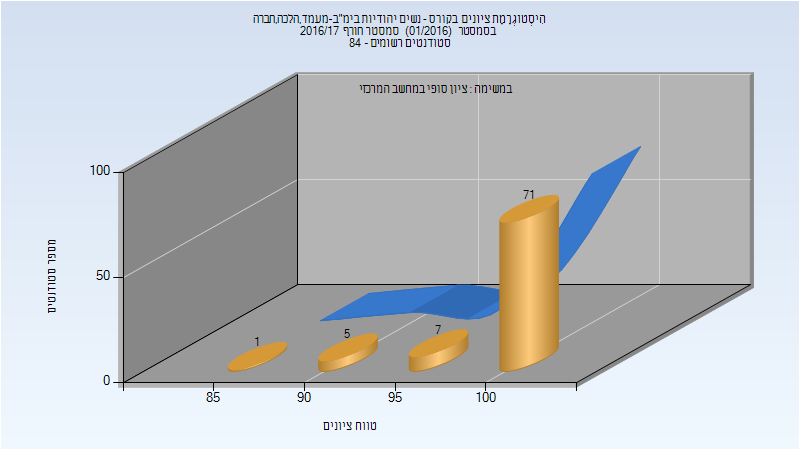 הִיסְטוֹגְרַמַת ציונים בקורס - נשים יהודיות בימ"ב-מעמד,הלכה,חברה
בסמסטר (01/2016) סמסטר חורף 2016/17
סטודנטים רשומים - 84
במשימה : ציון סופי במחשב המרכזי
מספר סטודנטים
100
50
0
1
5
7
71
85
90
95
100
טווח ציונים